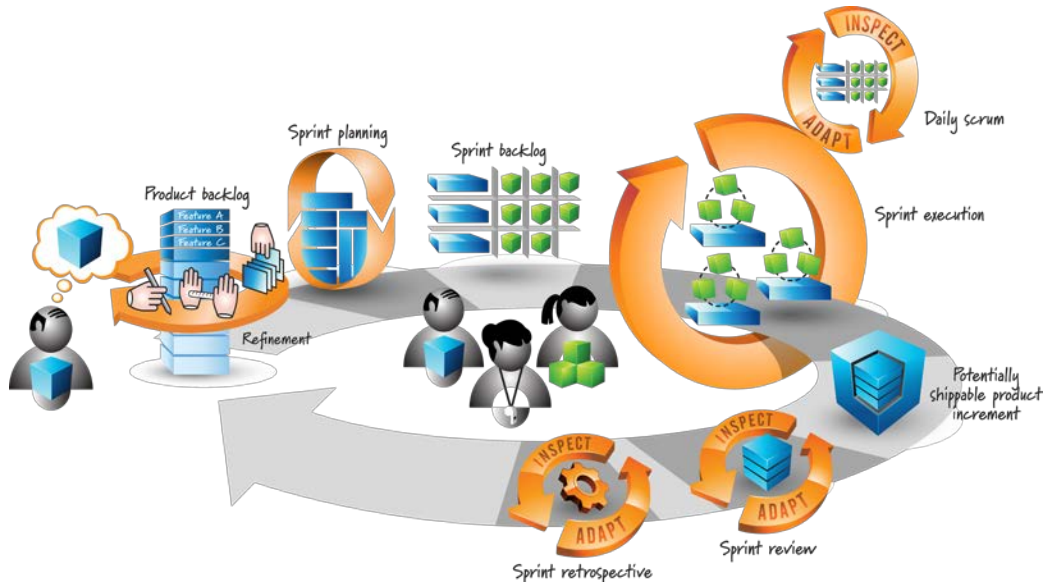 INSPECT
ADAPT
Daily scrum
Sprint planning
Sprint backlog
Product backlog
Feature A
Feature B
Feature C
Sprint execution
Refinement
Potentially
shippable product
increment
INSPECT
ADAPT
Sprint review
INSPECT
ADAPT
Sprint retrospective